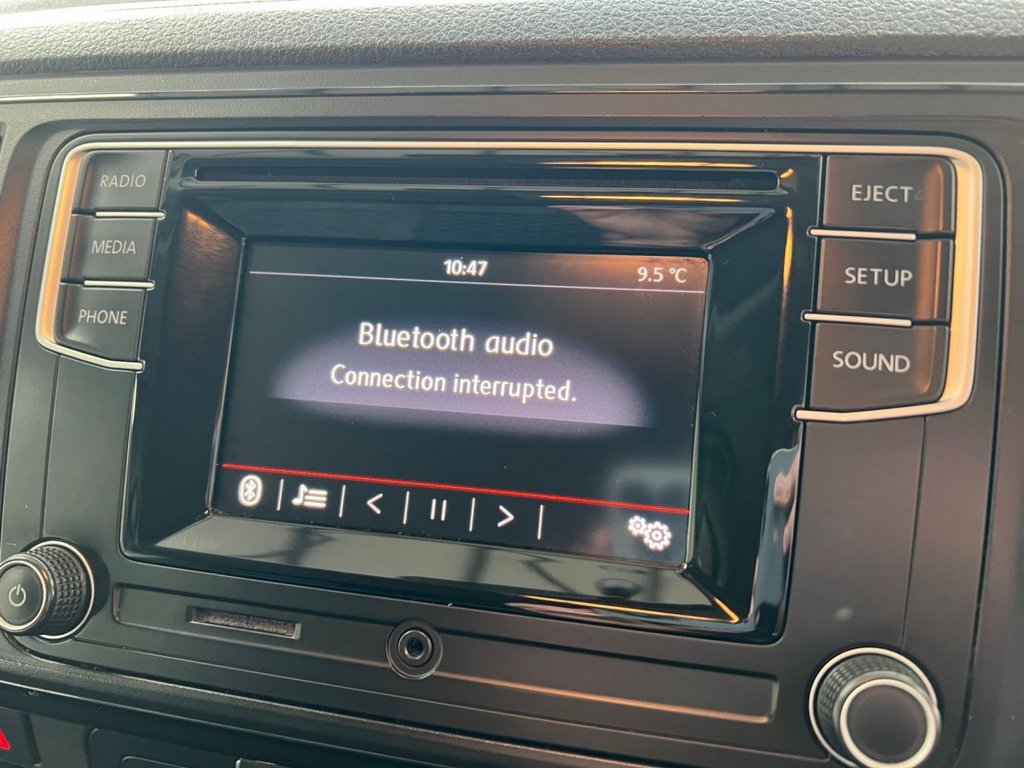 RADIO
MEDIA
PHONE
10:47
9.5 °C
Bluetooth audio
Connection interrupted.
EJECT
SETUP
SOUND